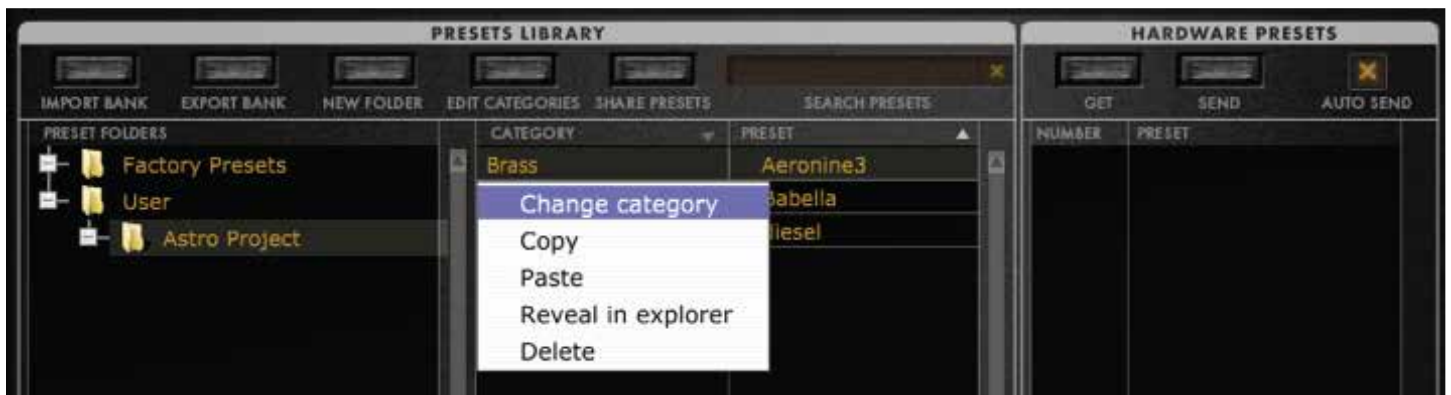 PRESETS LIBRARY
HARDWARE PRESETS
IMPORT BANK
EXPORT BANK
NEW FOLDER
EDIT CATEGORIES
SHARE PRESETS
SEARCH PRESETS
GET
SEND
AUTO SEND
PRESET FOLDERS
CATEGORY
PRESET
NUMBER
PRESET
Factory Presets
User
Astro Project
Brass
Aeronine3
Change category
Copy
Paste
Reveal in explorer
Delete